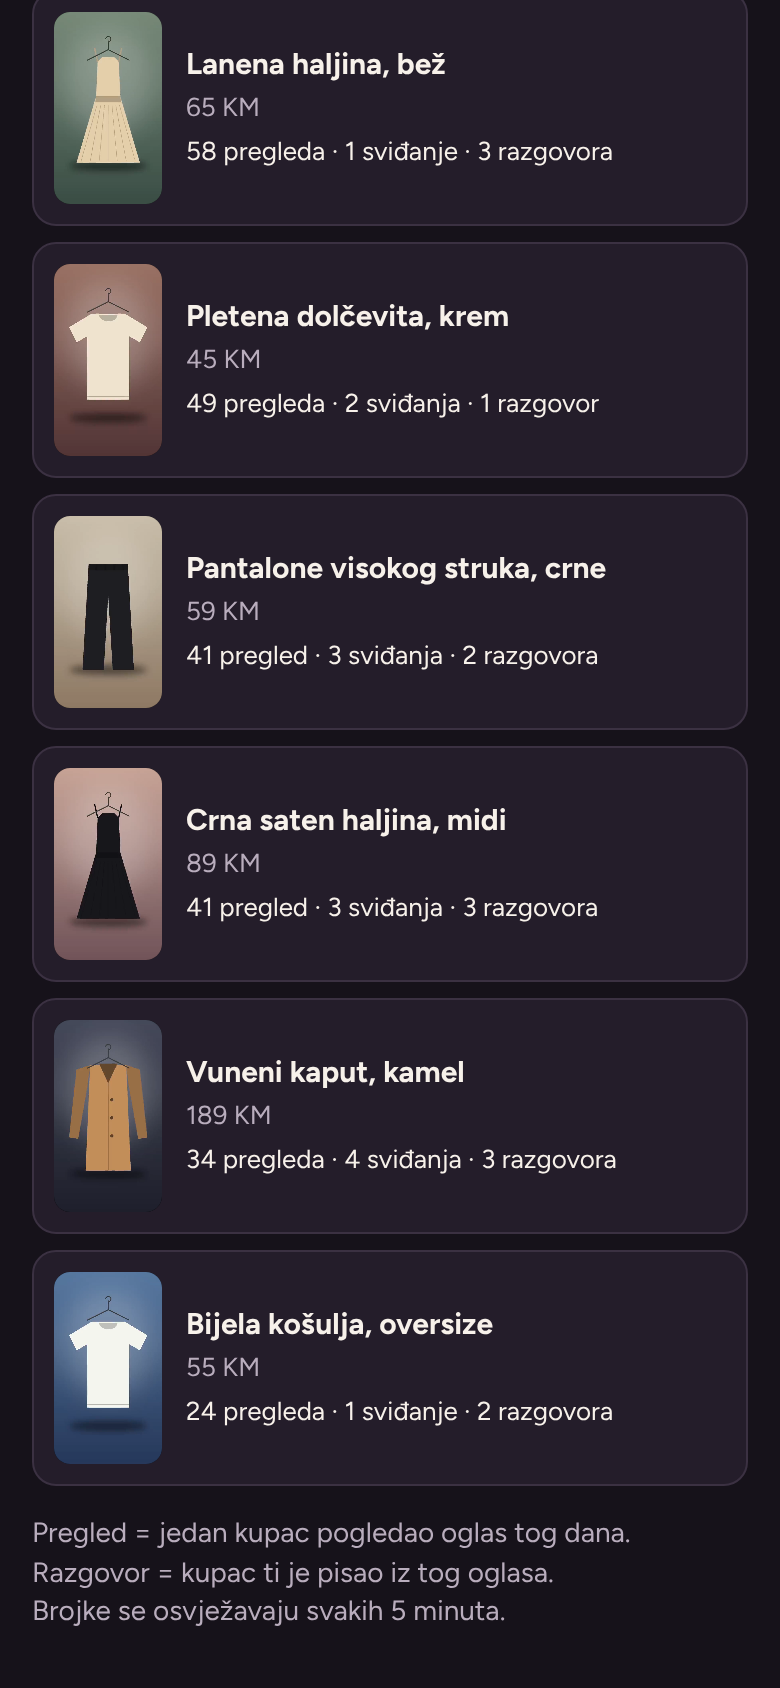 Lanena haljina, bež
65 KM
58 pregleda · 1 sviđanje · 3 razgovora
Pletena dolčevita, krem
45 KM
49 pregleda · 2 sviđanja · 1 razgovor
Pantalone visokog struka, crne
59 KM
41 pregled · 3 sviđanja · 2 razgovora
Crna saten haljina, midi
89 KM
41 pregled · 3 sviđanja · 3 razgovora
Vuneni kaput, kamel
189 KM
34 pregleda · 4 sviđanja · 3 razgovora
Bijela košulja, oversize
55 KM
24 pregleda · 1 sviđanje · 2 razgovora
Pregled = jedan kupac pogledao oglas tog dana.
Razgovor = kupac ti je pisao iz tog oglasa.
Brojke se osvježavaju svakih 5 minuta.